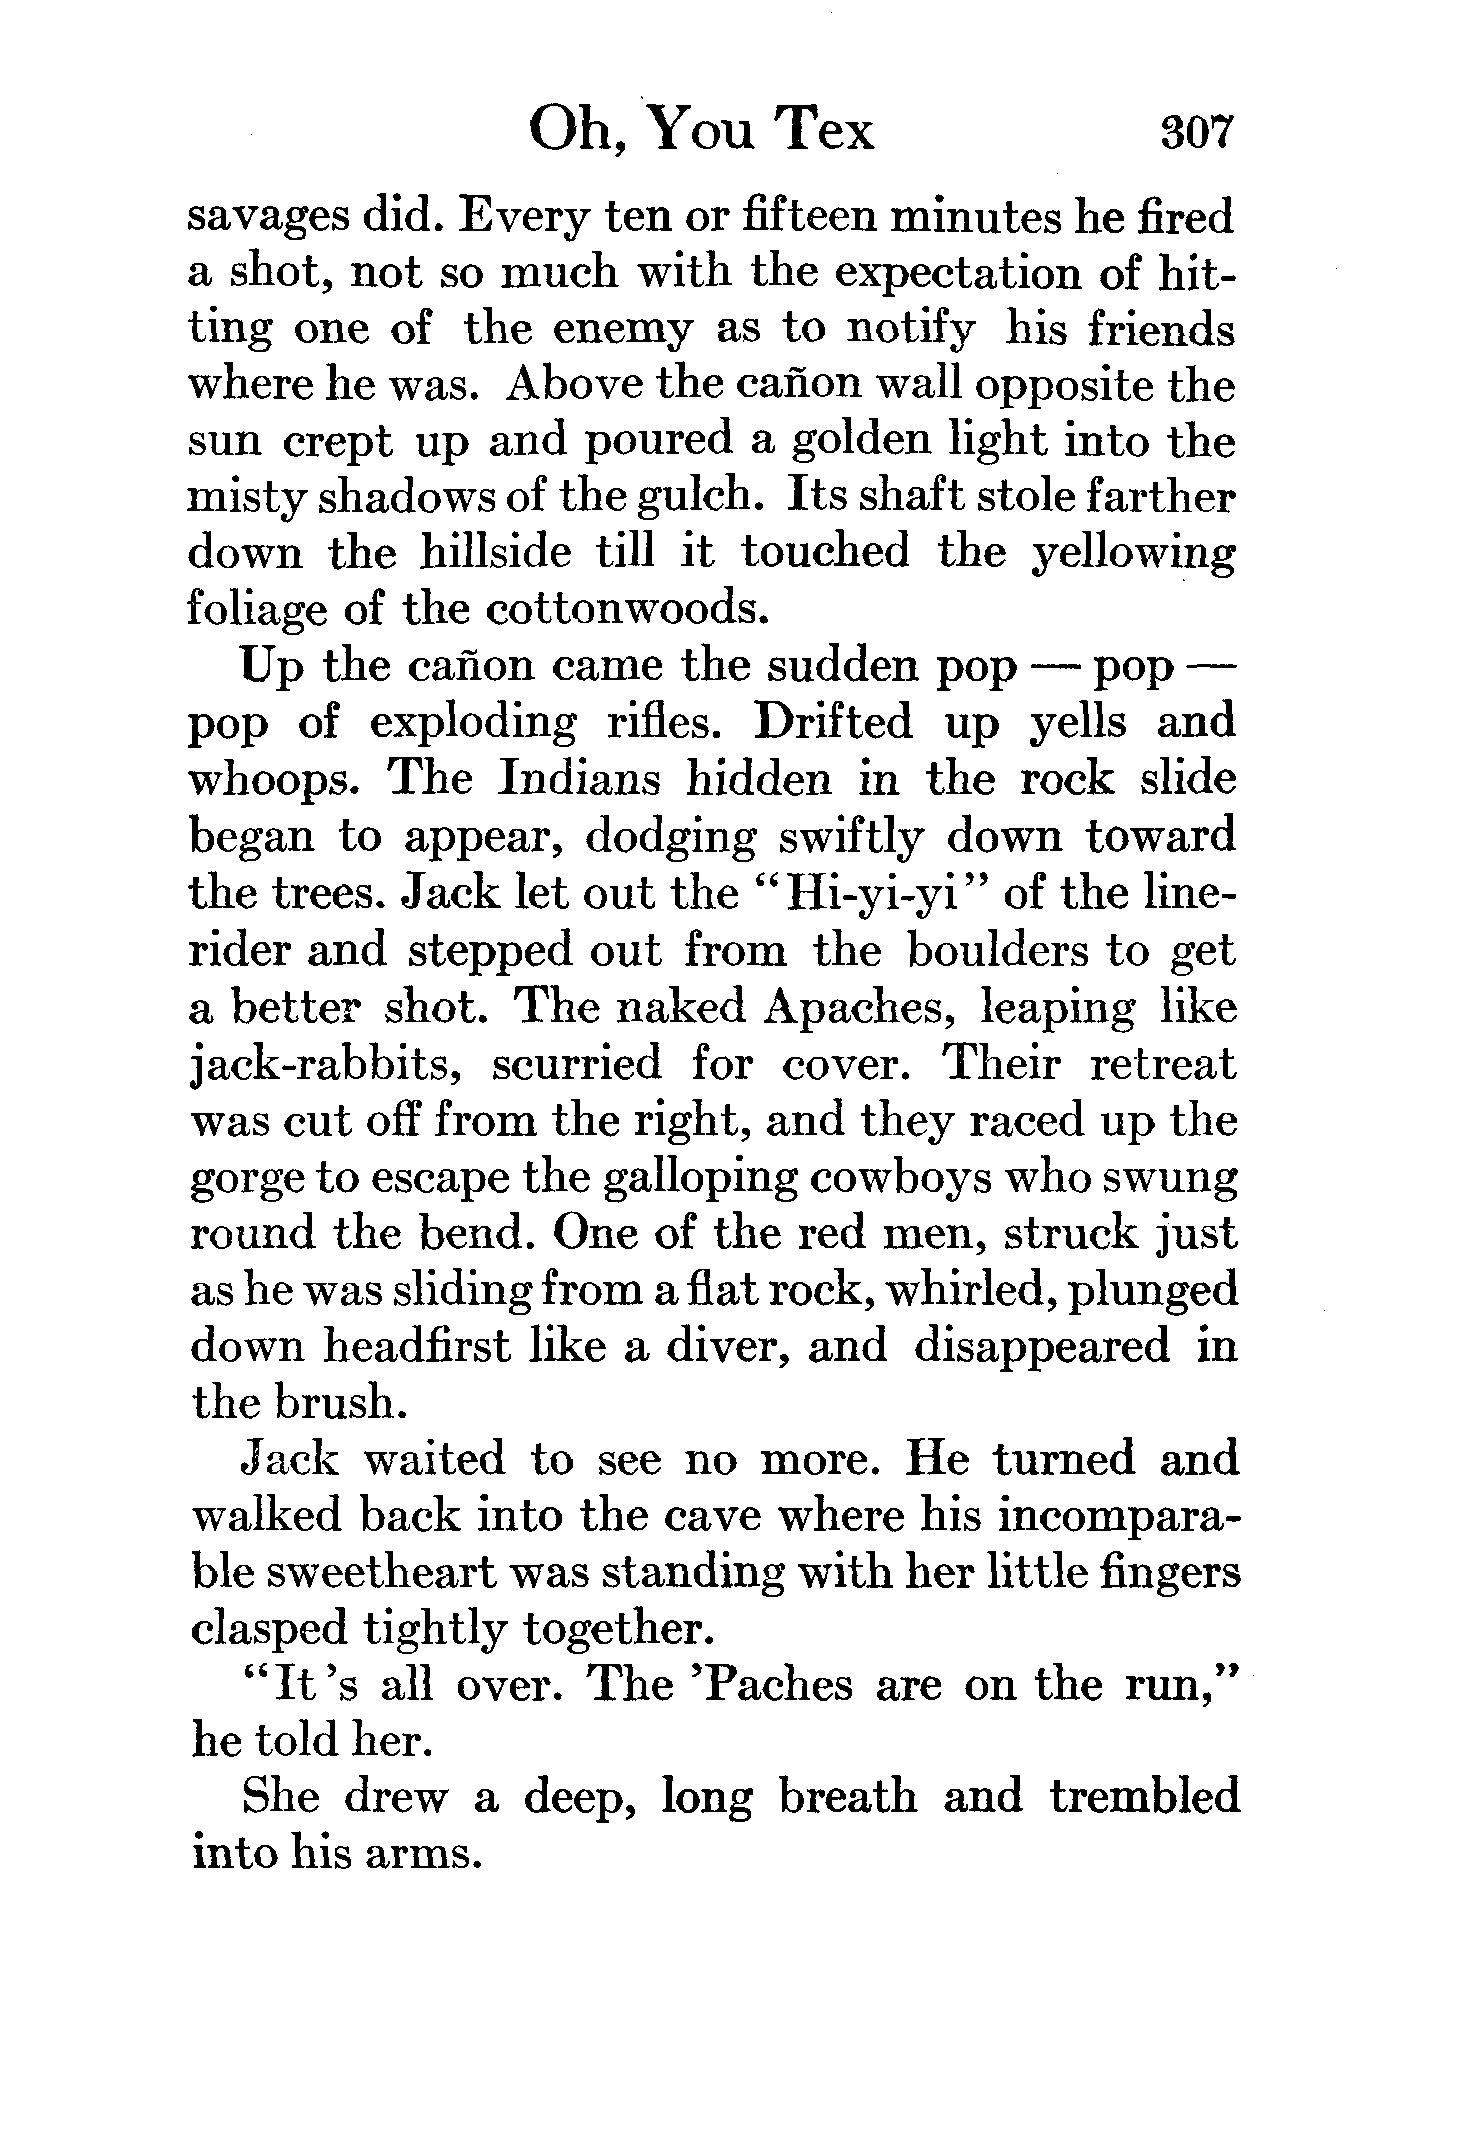 Oh, You Tex 307
savages did. Every ten or fifteen minutes he fired
a shot, not so much with the expectation of hit-
ting one of the enemy as to notify his friends
where he was. Above the cañon wall opposite the
sun crept up and poured a golden light into the
misty shadows of the gulch. Its shaft stole farther
down the hillside till it touched the yellowing
foliage of the cottonwoods.
Up the cañon came the sudden pop — pop —
pop of exploding rifles. Drifted up yells and
whoops. The Indians hidden in the rock slide
began to appear, dodging swiftly down toward
the trees. Jack let out the “Hi-yi-yi” of the line-
rider and stepped out from the boulders to get
a better shot. The naked Apaches, leaping like
jack-rabbits, scurried for cover. Their retreat
was cut off from the right, and they raced up the
gorge to escape the galloping cowboys who swung
round the bend. One of the red men, struck just
as he was sliding from a flat rock, whirled, plunged
down headfirst like a diver, and disappeared in
the brush.
Jack waited to see no more. He turned and
walked back into the cave where his incompara-
ble sweetheart was standing with her little fingers
clasped tightly together.
“It ’s all over. The ’Paches are on the run,”
he told her.
She drew a deep, long breath and trembled
into his arms.